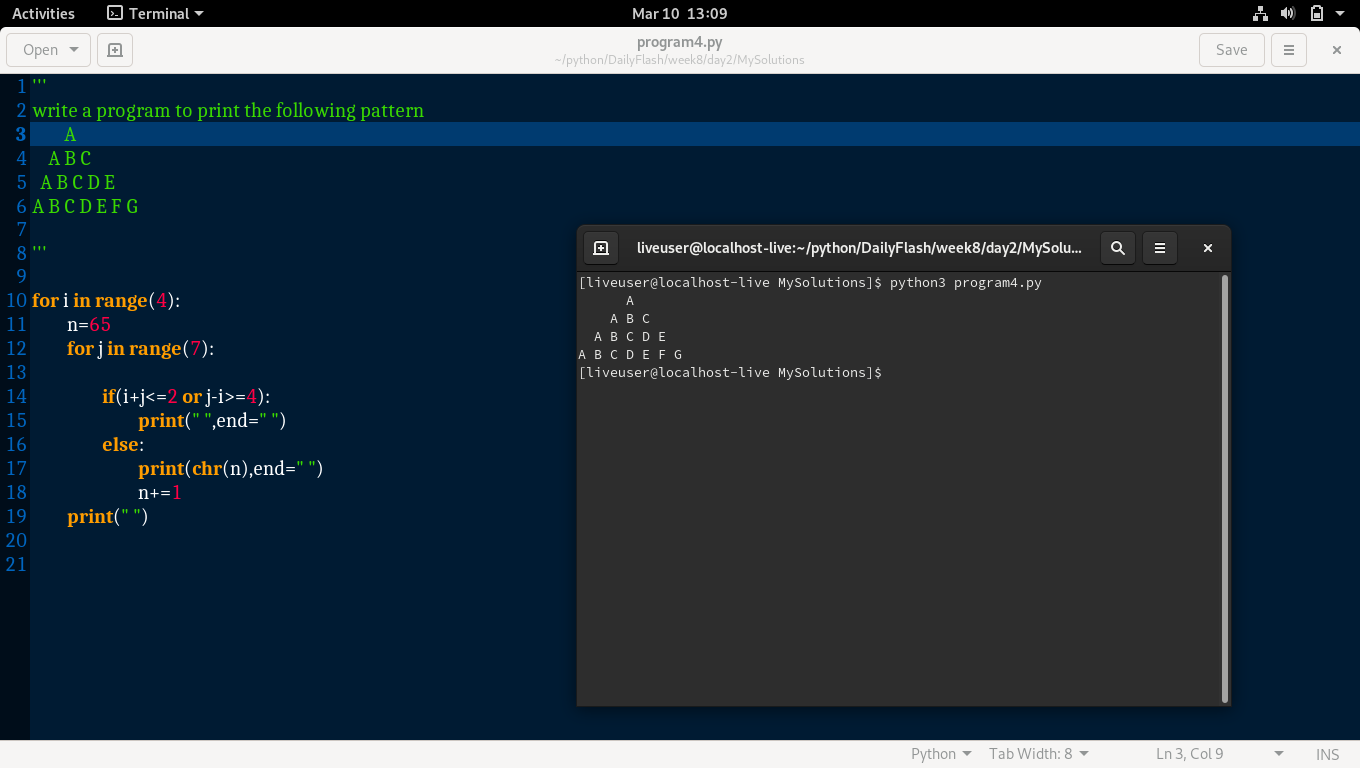 Activities Terminal Mar 10 13:09
Open program4.py Save
~/python/DailyFlash/week8/day2/MySolutions
1 '''
2 write a program to print the following pattern
3         A
4    A B C
5  A B C D E
6 A B C D E F G
7
8 '''
9
10 for i in range(4):
11     n=65
12     for j in range(7):
13
14         if(i+j<=2 or j-i>=4):
15             print(" ",end=" ")
16         else:
17             print(chr(n),end=" ")
18             n+=1
19     print(" ")
20
21
liveuser@localhost-live:~/python/DailyFlash/week8/day2/MySolu...
[liveuser@localhost-live MySolutions]$ python3 program4.py
      A
    A B C
  A B C D E
A B C D E F G
[liveuser@localhost-live MySolutions]$
Python Tab Width: 8 Ln 3, Col 9 INS